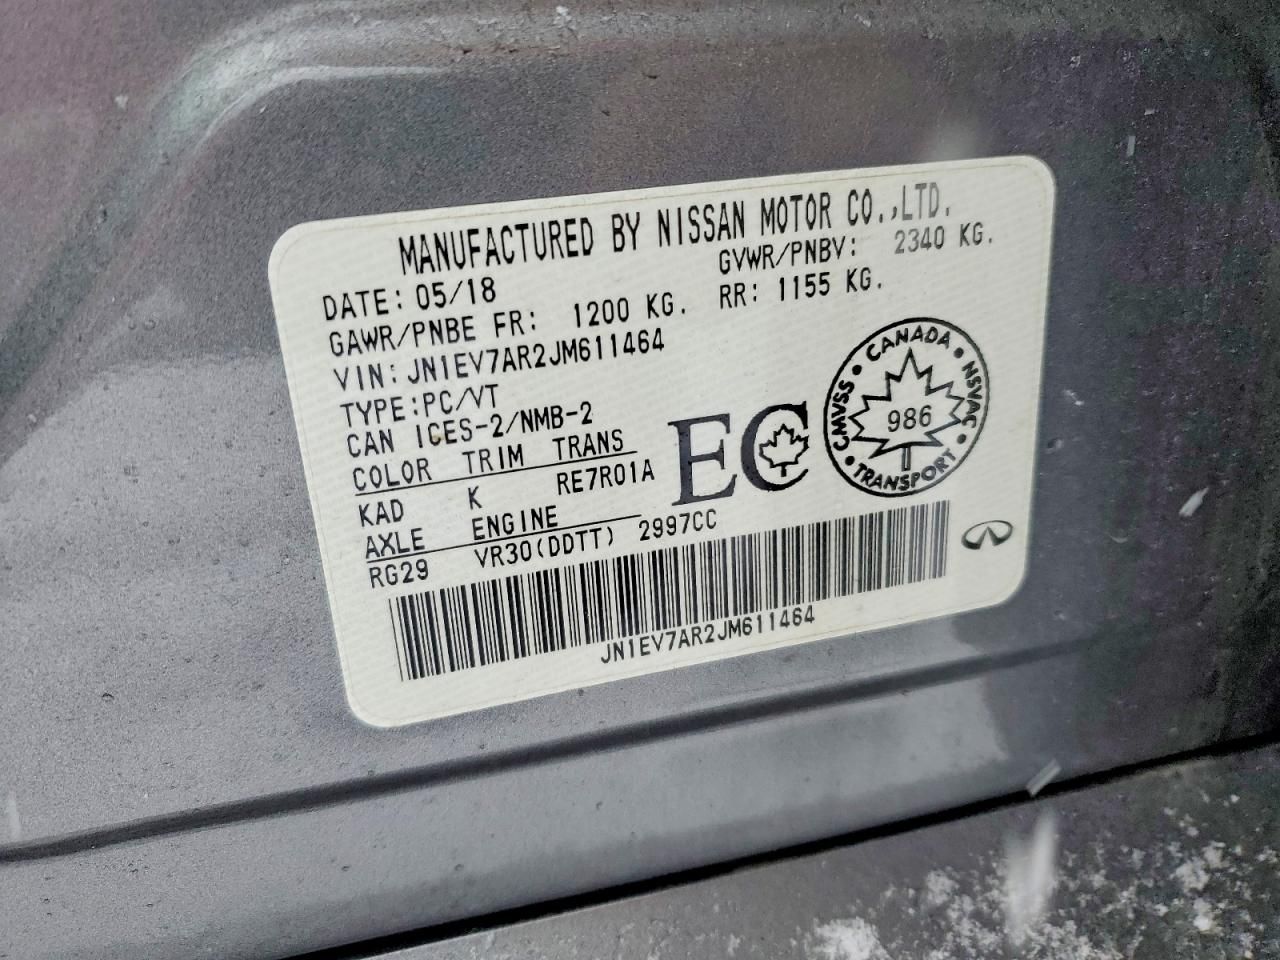 MANUFACTURED BY NISSAN MOTOR CO.,LTD.
DATE: 05/18 GVWR/PNBV: 2340 KG.
GAWR/PNBE FR: 1200 KG. RR: 1155 KG.
VIN: JN1EV7AR2JM611464
TYPE:PC/VT
CAN ICES-2/NMB-2
COLOR TRIM TRANS
KAD K RE7R01A
AXLE ENGINE
RG29 VR30(DDTT) 2997CC
EC
CANADA • NSVAC • TRANSPORT • CMVSS •
986
JN1EV7AR2JM611464